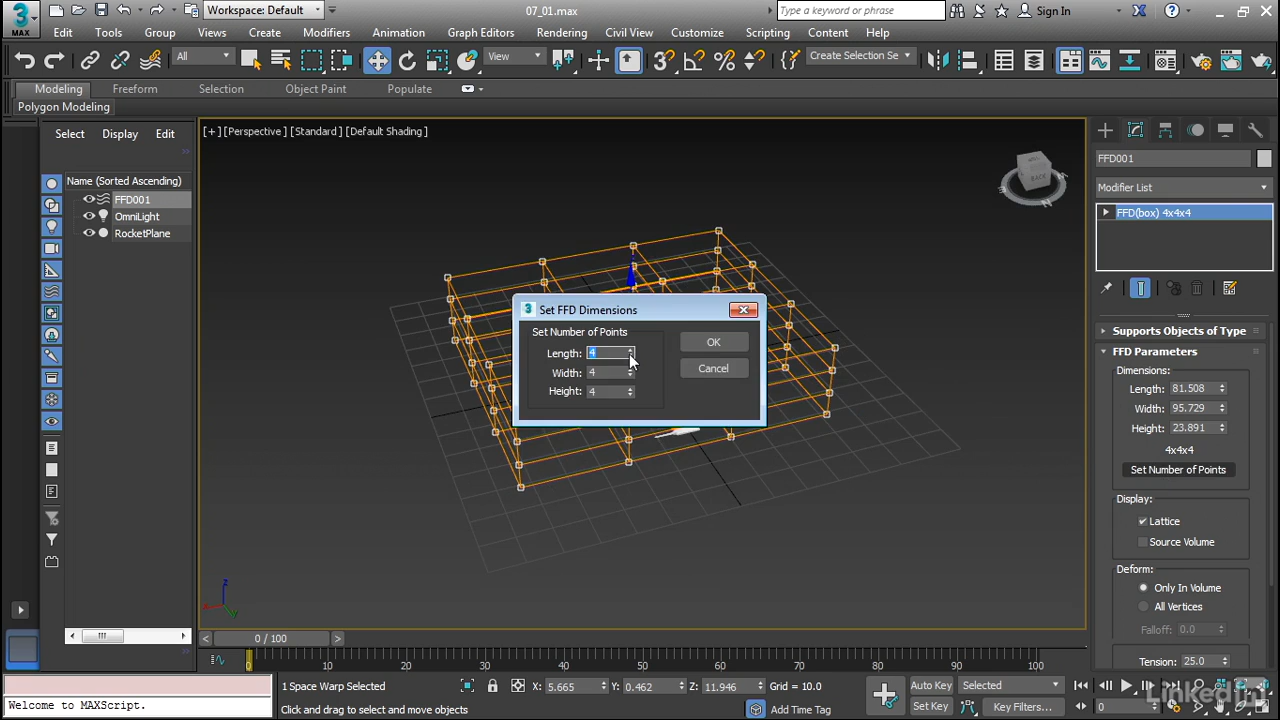 3
MAX
Workspace: Default
07_01.max
Type a keyword or phrase
Sign In
Edit Tools Group Views Create Modifiers Animation Graph Editors Rendering Civil View Customize Scripting Content Help
All
View
3
Create Selection Se
Modeling Freeform Selection Object Paint Populate
Polygon Modeling
Select Display Edit
Name (Sorted Ascending)
FFD001
OmniLight
RocketPlane
[+] [Perspective] [Standard] [Default Shading]
BACK
Set FFD Dimensions
Set Number of Points
Length: 4
Width: 4
Height: 4
OK
Cancel
FFD001
Modifier List
FFD(box) 4x4x4
Supports Objects of Type
FFD Parameters
Dimensions:
Length: 81.508
Width: 95.729
Height: 23.891
4x4x4
Set Number of Points
Display:
Lattice
Source Volume
Deform:
Only In Volume
All Vertices
Falloff: 0.0
Tension: 25.0
z
x
y
0 / 100
0 10 20 30 40 50 60 70 80 90 100
Welcome to MAXScript.
1 Space Warp Selected
Click and drag to select and move objects
X: 5.665 Y: 0.462 Z: 11.946 Grid = 10.0
Add Time Tag
Auto Key Selected
Set Key Key Filters...
0
LinkedIn